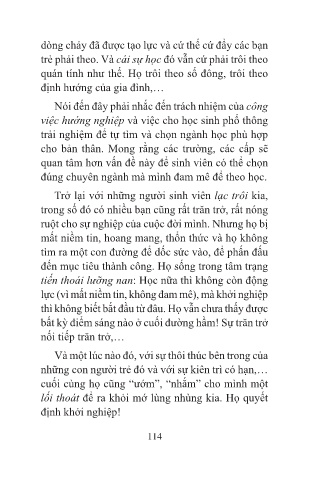 dòng chảy đã được tạo lực và cứ thế cứ đẩy các bạn
trẻ phải theo. Và cái sự học đó vẫn cứ phải trôi theo
quán tính như thế. Họ trôi theo số đông, trôi theo
định hướng của gia đình,…
Nói đến đây phải nhắc đến trách nhiệm của công
việc hướng nghiệp và việc cho học sinh phổ thông
trải nghiệm để tự tìm và chọn ngành học phù hợp
cho bản thân. Mong rằng các trường, các cấp sẽ
quan tâm hơn vấn đề này để sinh viên có thể chọn
đúng chuyên ngành mà mình đam mê để theo học.
Trở lại với những người sinh viên lạc trôi kia,
trong số đó có nhiều bạn cũng rất trăn trở, rất nóng
ruột cho sự nghiệp của cuộc đời mình. Nhưng họ bị
mất niềm tin, hoang mang, thổn thức và họ không
tìm ra một con đường để dốc sức vào, để phấn đấu
đến mục tiêu thành công. Họ sống trong tâm trạng
tiến thoái lưỡng nan: Học nữa thì không còn động
lực (vì mất niềm tin, không đam mê), mà khởi nghiệp
thì không biết bắt đầu từ đâu. Họ vẫn chưa thấy được
bất kỳ điểm sáng nào ở cuối đường hầm! Sự trăn trở
nối tiếp trăn trở,…
Và một lúc nào đó, với sự thôi thúc bên trong của
những con người trẻ đó và với sự kiên trì có hạn,…
cuối cùng họ cũng “ướm”, “nhắm” cho mình một
lối thoát để ra khỏi mớ lùng nhùng kia. Họ quyết
định khởi nghiệp!
114